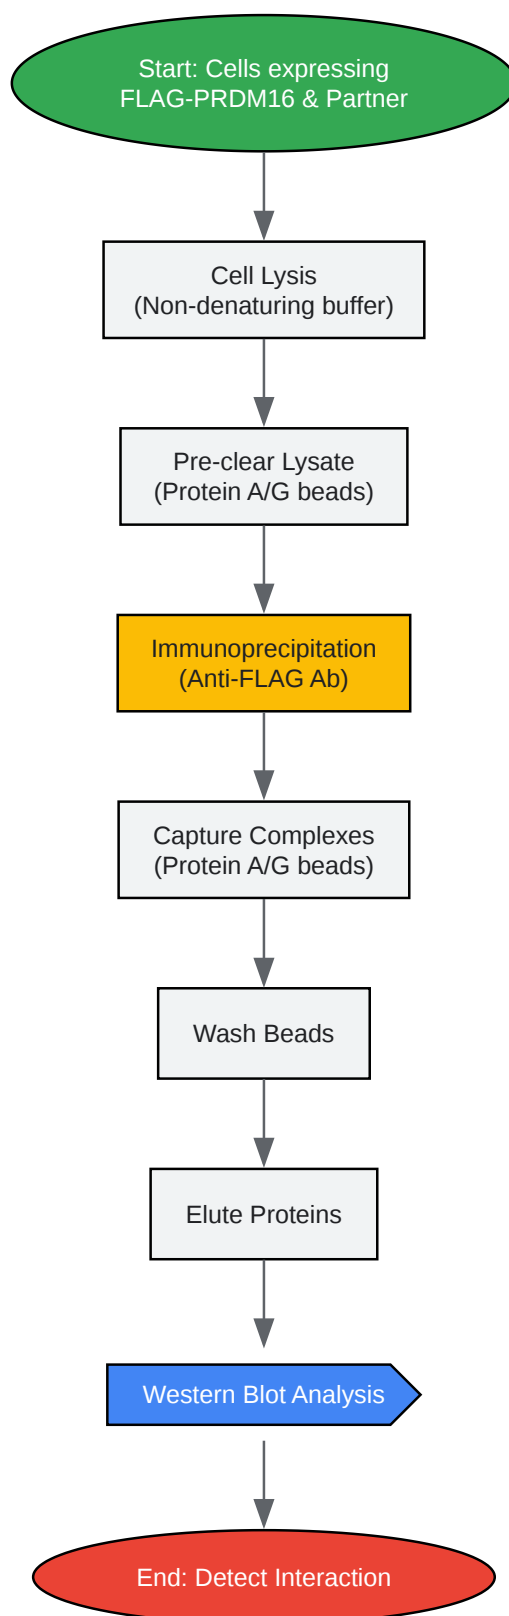 Start: Cells expressing
FLAG-PRDM16 & Partner
Cell Lysis
(Non-denaturing buffer)
Pre-clear Lysate
(Protein A/G beads)
Immunoprecipitation
(Anti-FLAG Ab)
Capture Complexes
(Protein A/G beads)
Wash Beads
Elute Proteins
Western Blot Analysis
End: Detect Interaction